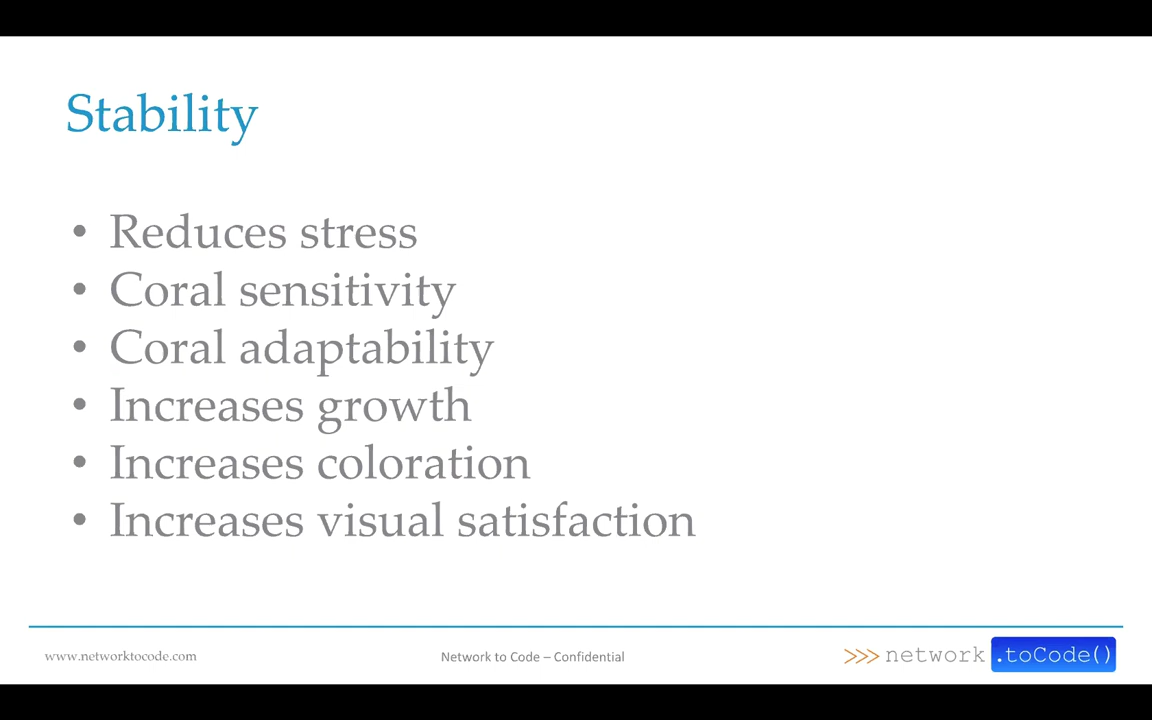 Stability
• Reduces stress
• Coral sensitivity
• Coral adaptability
• Increases growth
• Increases coloration
• Increases visual satisfaction
www.networktocode.com
Network to Code – Confidential
>>> network .toCode()